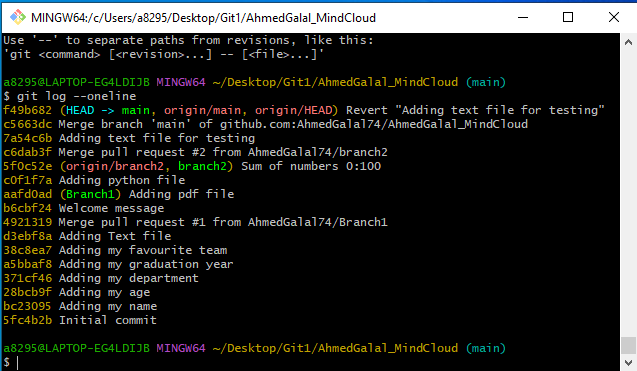 MINGW64:/c/Users/a8295/Desktop/Git1/AhmedGalal_MindCloud
Use '--' to separate paths from revisions, like this:
'git <command> [<revision>...] -- [<file>...]'
a8295@LAPTOP-EG4LDIJB MINGW64 ~/Desktop/Git1/AhmedGalal_MindCloud (main)
$ git log --oneline
f49b682 (HEAD -> main, origin/main, origin/HEAD) Revert "Adding text file for testing"
c5663dc Merge branch 'main' of github.com:AhmedGalal74/AhmedGalal_MindCloud
7a54c6b Adding text file for testing
c6dab3f Merge pull request #2 from AhmedGalal74/branch2
5f0c52e (origin/branch2, branch2) Sum of numbers 0:100
c0f1f7a Adding python file
aafd0ad (Branch1) Adding pdf file
b6cbf24 Welcome message
4921319 Merge pull request #1 from AhmedGalal74/Branch1
d3ebf8a Adding Text file
38c8ea7 Adding my favourite team
a5bbaf8 Adding my graduation year
371cf46 Adding my department
28bcb9f Adding my age
bc23095 Adding my name
5fc4b2b Initial commit
a8295@LAPTOP-EG4LDIJB MINGW64 ~/Desktop/Git1/AhmedGalal_MindCloud (main)
$